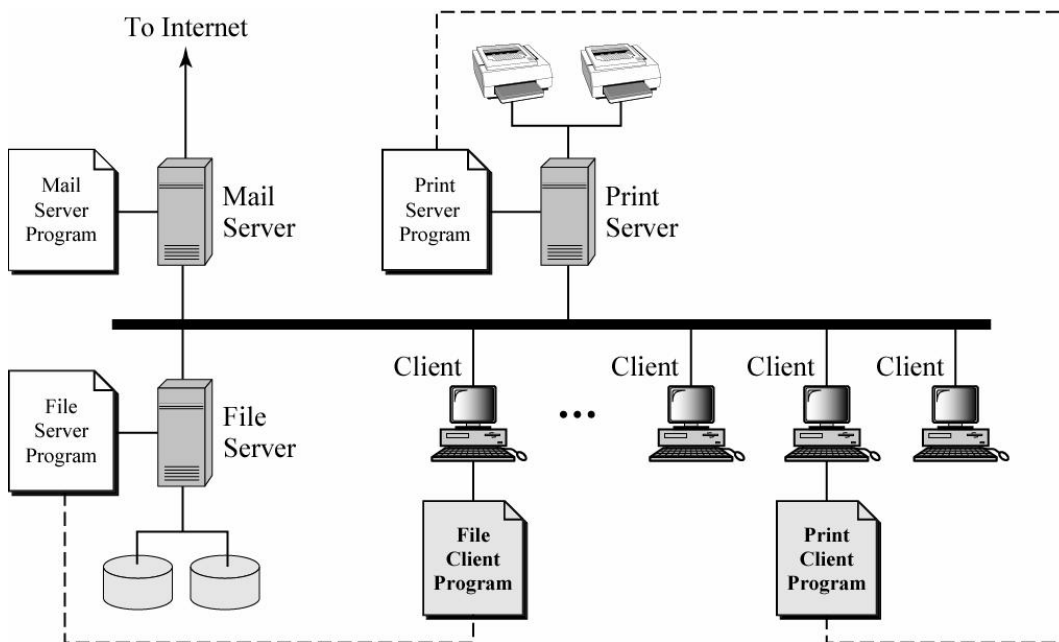 To Internet
Mail
Server
Program
Mail
Server
Print
Server
Program
Print
Server
Client
Client
Client
Client
File
Server
Program
File
Server
File
Client
Program
Print
Client
Program